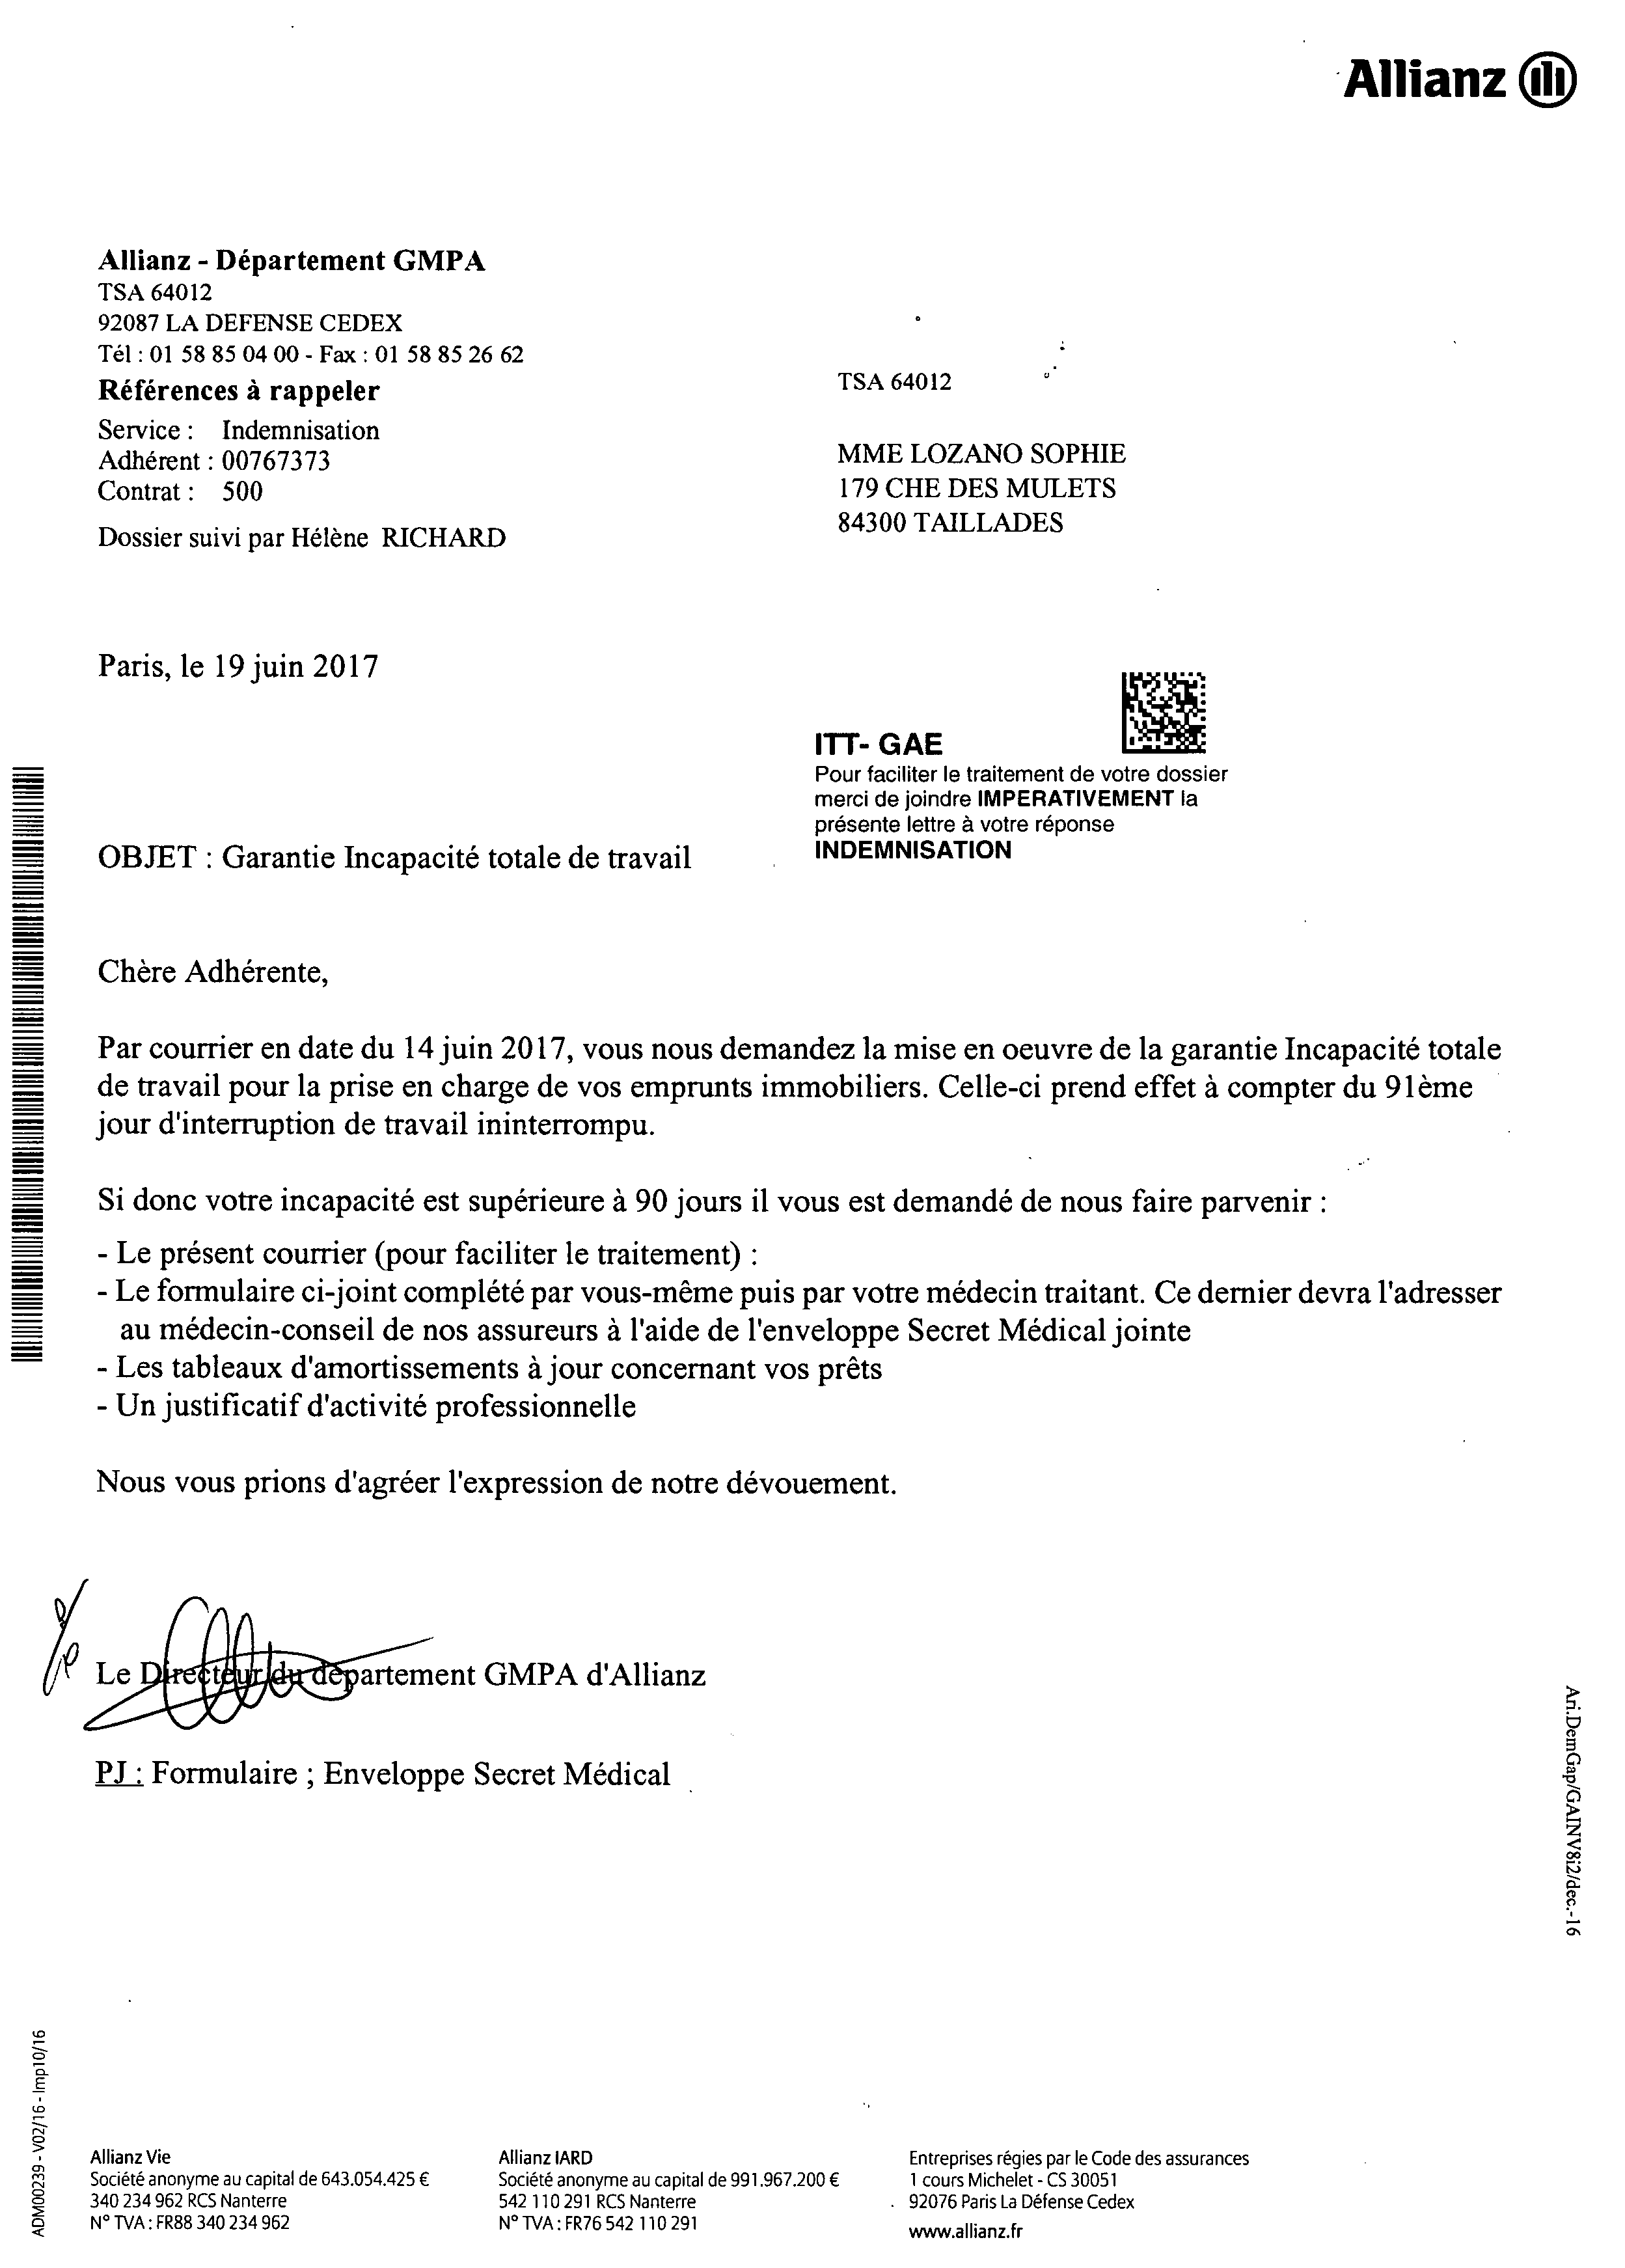 Allianz
Allianz - Département GMPA
TSA 64012
92087 LA DEFENSE CEDEX
Tél : 01 58 85 04 00 - Fax : 01 58 85 26 62
Références à rappeler
Service : Indemnisation
Adhérent : 00767373
Contrat : 500
Dossier suivi par Hélène RICHARD
TSA 64012
MME LOZANO SOPHIE
179 CHE DES MULETS
84300 TAILLADES
Paris, le 19 juin 2017
ITT- GAE
Pour faciliter le traitement de votre dossier
merci de joindre IMPERATIVEMENT la
présente lettre à votre réponse
INDEMNISATION
OBJET : Garantie Incapacité totale de travail
Chère Adhérente,
Par courrier en date du 14 juin 2017, vous nous demandez la mise en oeuvre de la garantie Incapacité totale
de travail pour la prise en charge de vos emprunts immobiliers. Celle-ci prend effet à compter du 91ème
jour d'interruption de travail ininterrompu.
Si donc votre incapacité est supérieure à 90 jours il vous est demandé de nous faire parvenir :
- Le présent courrier (pour faciliter le traitement) :
- Le formulaire ci-joint complété par vous-même puis par votre médecin traitant. Ce dernier devra l'adresser
au médecin-conseil de nos assureurs à l'aide de l'enveloppe Secret Médical jointe
- Les tableaux d'amortissements à jour concernant vos prêts
- Un justificatif d'activité professionnelle
Nous vous prions d'agréer l'expression de notre dévouement.
Le Directeur du département GMPA d'Allianz
PJ : Formulaire ; Enveloppe Secret Médical
Ari.DemGap/GAINV8i2/dec.-16
ADM00239 - V02/16 - Imp10/16
Allianz Vie
Société anonyme au capital de 643.054.425 €
340 234 962 RCS Nanterre
N° TVA : FR88 340 234 962
Allianz IARD
Société anonyme au capital de 991.967.200 €
542 110 291 RCS Nanterre
N° TVA : FR76 542 110 291
Entreprises régies par le Code des assurances
1 cours Michelet - CS 30051
92076 Paris La Défense Cedex
www.allianz.fr